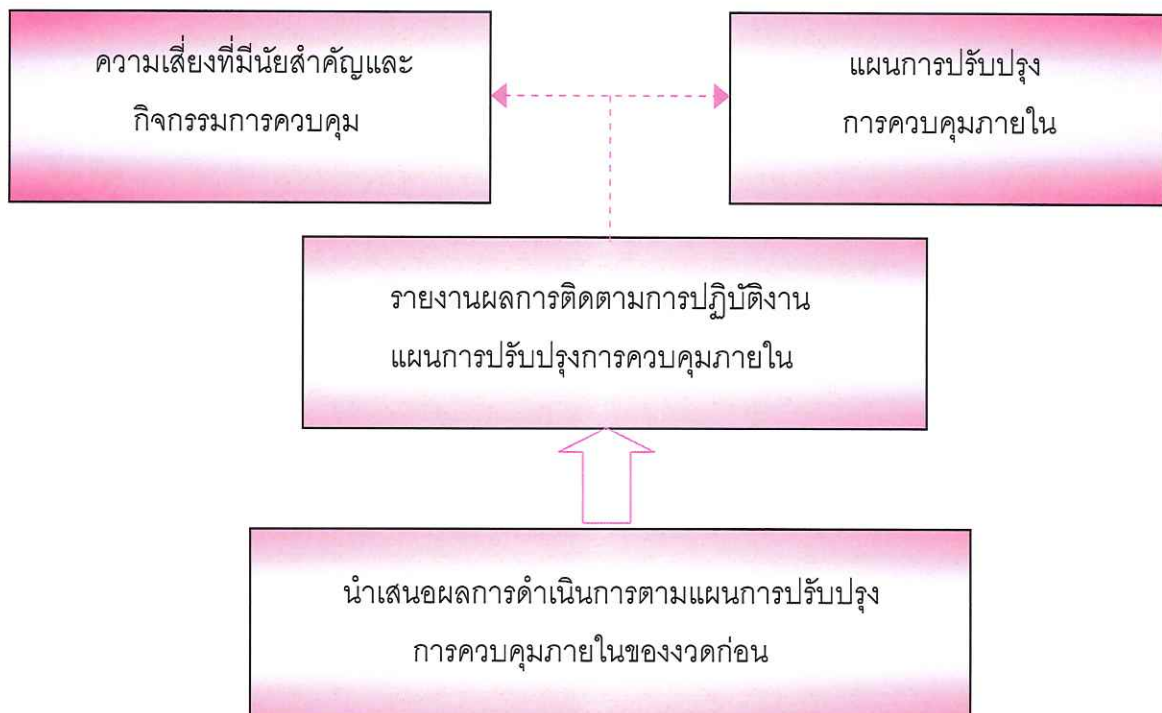 ความเสี่ยงที่มีนัยสำคัญและ
กิจกรรมการควบคุม
แผนการปรับปรุง
การควบคุมภายใน
รายงานผลการติดตามการปฏิบัติงาน
แผนการปรับปรุงการควบคุมภายใน
นำเสนอผลการดำเนินการตามแผนการปรับปรุง
การควบคุมภายในของงวดก่อน